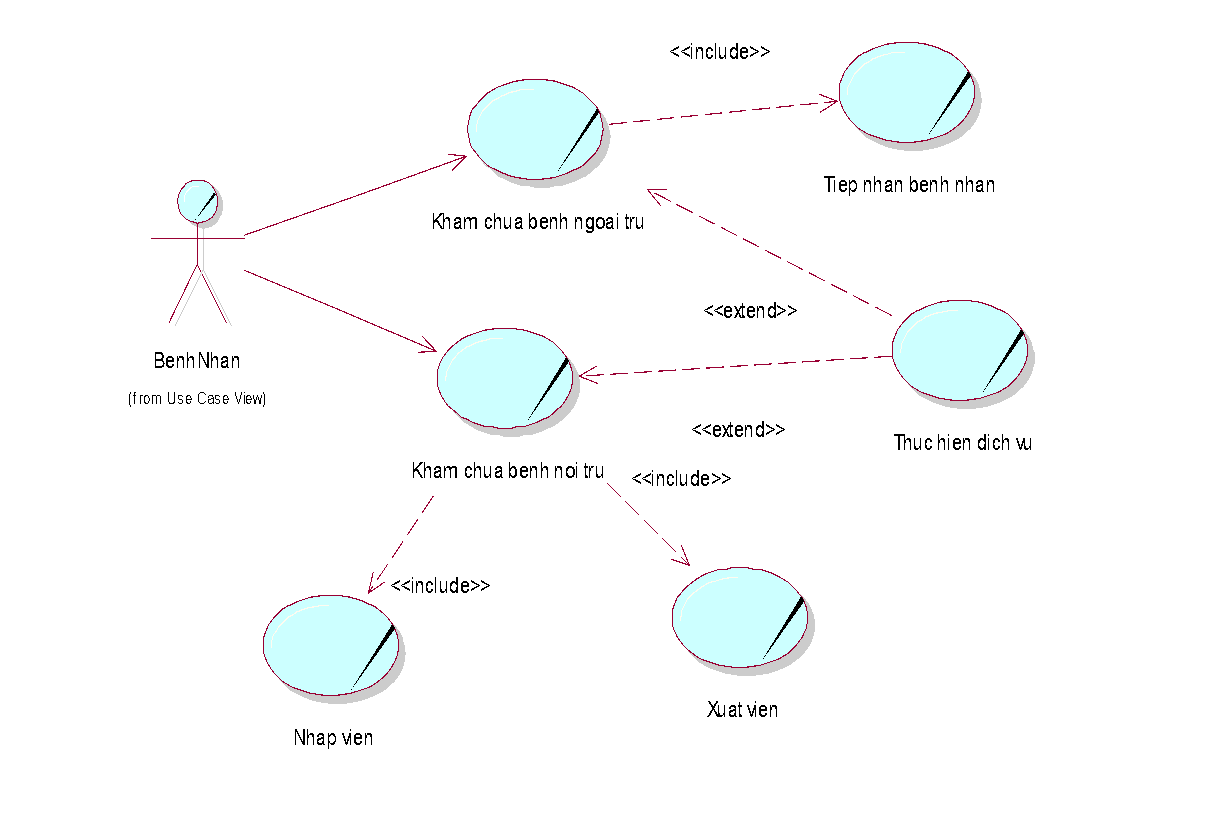 <<include>>
Tiep nhan benh nhan
Kham chua benh ngoai tru
<<extend>>
BenhNhan
(from Use Case View)
<<extend>>
Thuc hien dich vu
Kham chua benh noi tru
<<include>>
<<include>>
Xuat vien
Nhap vien